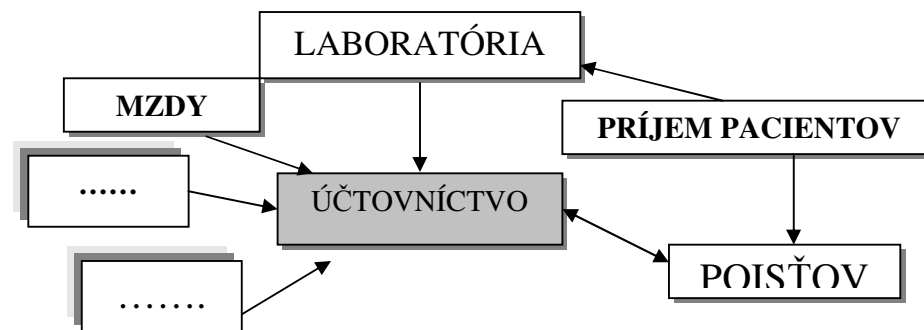 LABORATÓRIA
MZDY
PRÍJEM PACIENTOV
......
ÚČTOVNÍCTVO
POISŤOV
.......